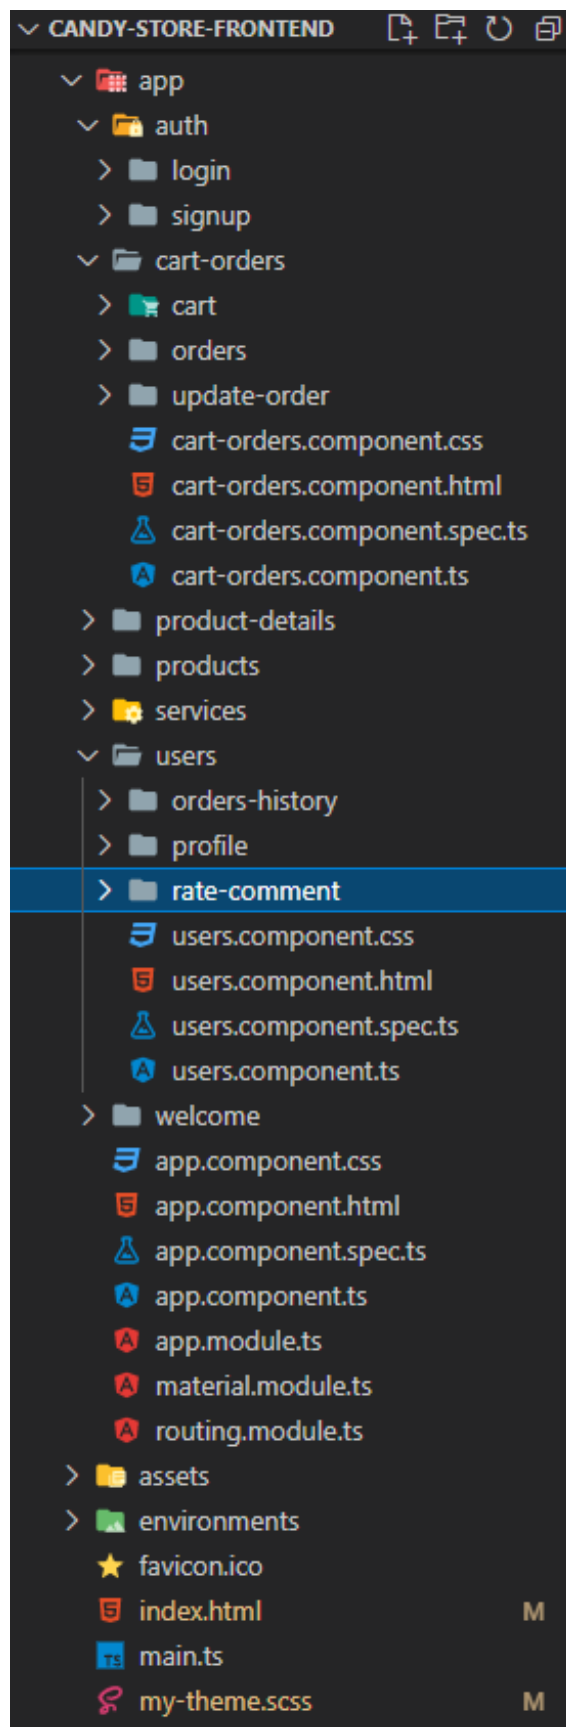 CANDY-STORE-FRONTEND
app
auth
login
signup
cart-orders
cart
orders
update-order
cart-orders.component.css
cart-orders.component.html
cart-orders.component.spec.ts
cart-orders.component.ts
product-details
products
services
users
orders-history
profile
rate-comment
users.component.css
users.component.html
users.component.spec.ts
users.component.ts
welcome
app.component.css
app.component.html
app.component.spec.ts
app.component.ts
app.module.ts
material.module.ts
routing.module.ts
assets
environments
favicon.ico
index.html M
main.ts
my-theme.scss M